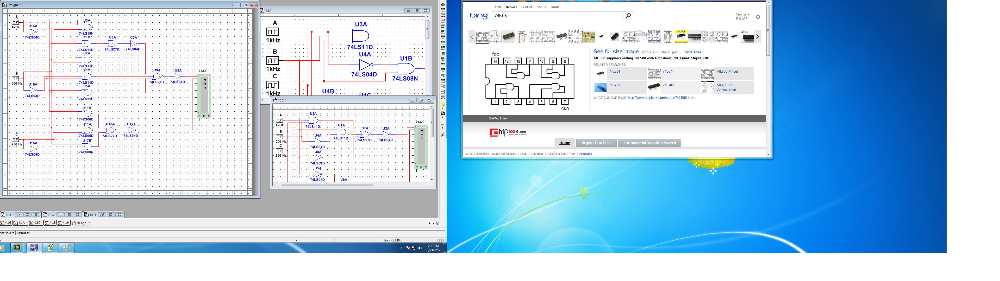 Design1 *
A
1kHz
U14A
74LS04D
U3A
74LS10N
U1A
74LS11D
U2A
74LS11D
U6A
74LS27D
U7A
74LS04D
U4A
74LS11D
U5A
74LS11D
B
500 Hz
U16A
74LS04D
U9A
74LS27D
U8A
74LS04D
XLA1
C Q T
U11B
74LS00D
U11A
74LS00D
U13A
74LS27D
U12A
74LS04D
U17B
74LS08N
C
250 Hz
U15A
74LS04D
4.1A *
A
1kHz
B
1kHz
C
1kHz
U3A
74LS11D
U4A
74LS04D
U1B
74LS08N
U4B
U1C
4.1C *
A
1kHz
B
500 Hz
C
250 Hz
U3A
74LS11D
U1A
74LS11D
U4A
74LS04D
U7A
74LS27D
U2A
74LS04D
U8A
74LS04D
U5A
74LS04D
U6A
XLA1
C Q T
4.1E
4.1G
4.1H
4.1G 4.1A * 4.1C * 4.1E 4.1H Design1 *
pper layers Simulation
Tran: 43.840 s
2:13 PM
8/23/2012
WEB IMAGES VIDEOS MAPS MORE
bing
74ls08
Sign in
5 of 5
VCC
14 13 12 11 10 9 8
1 2 3 4 5 6 7
GND
See full size image (515 x 283 · 16kB · jpeg) · More sizes
74LS08 suppliers,selling 74LS08 with Datasheet PDF,Quad 2-Input AND ...
RELATED SEARCHES
74Ls04 74Ls74 74Ls08 Pinout
74Ls32 74Ls02 74Ls08 Pin
Configuration
IMAGE SOURCE PAGE: http://www.chiplook.com/stock/74LS08.html
SiteMap Index
Chiplook.com
Home Urgent Purchase For buyer information Search
© 2012 Microsoft | Privacy and Cookies | Legal | Advertise | About our ads | Help | Feedback